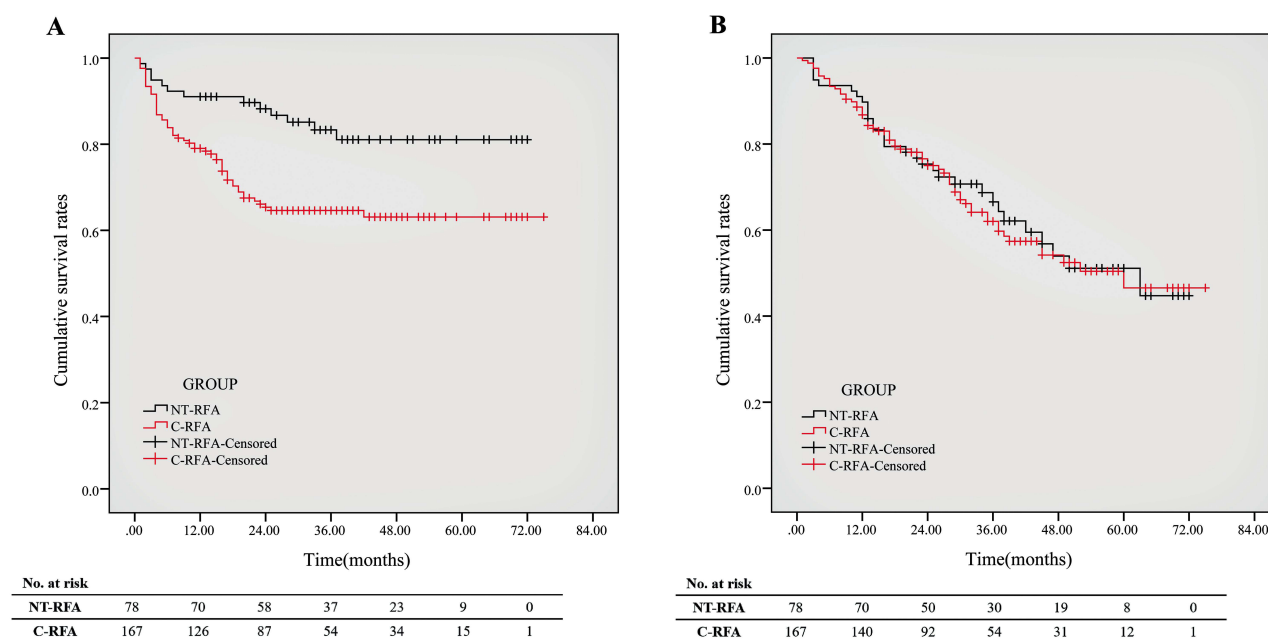 A
Cumulative survival rates
1.0
0.8
0.6
0.4
0.2
0.0
GROUP
NT-RFA
C-RFA
NT-RFA-Censored
C-RFA-Censored
.00 12.00 24.00 36.00 48.00 60.00 72.00 84.00
Time(months)
No. at risk
NT-RFA 78 70 58 37 23 9 0
C-RFA 167 126 87 54 34 15 1
B
Cumulative survival rates
1.0
0.8
0.6
0.4
0.2
0.0
GROUP
NT-RFA
C-RFA
NT-RFA-Censored
C-RFA-Censored
.00 12.00 24.00 36.00 48.00 60.00 72.00 84.00
Time(months)
No. at risk
NT-RFA 78 70 50 30 19 8 0
C-RFA 167 140 92 54 31 12 1